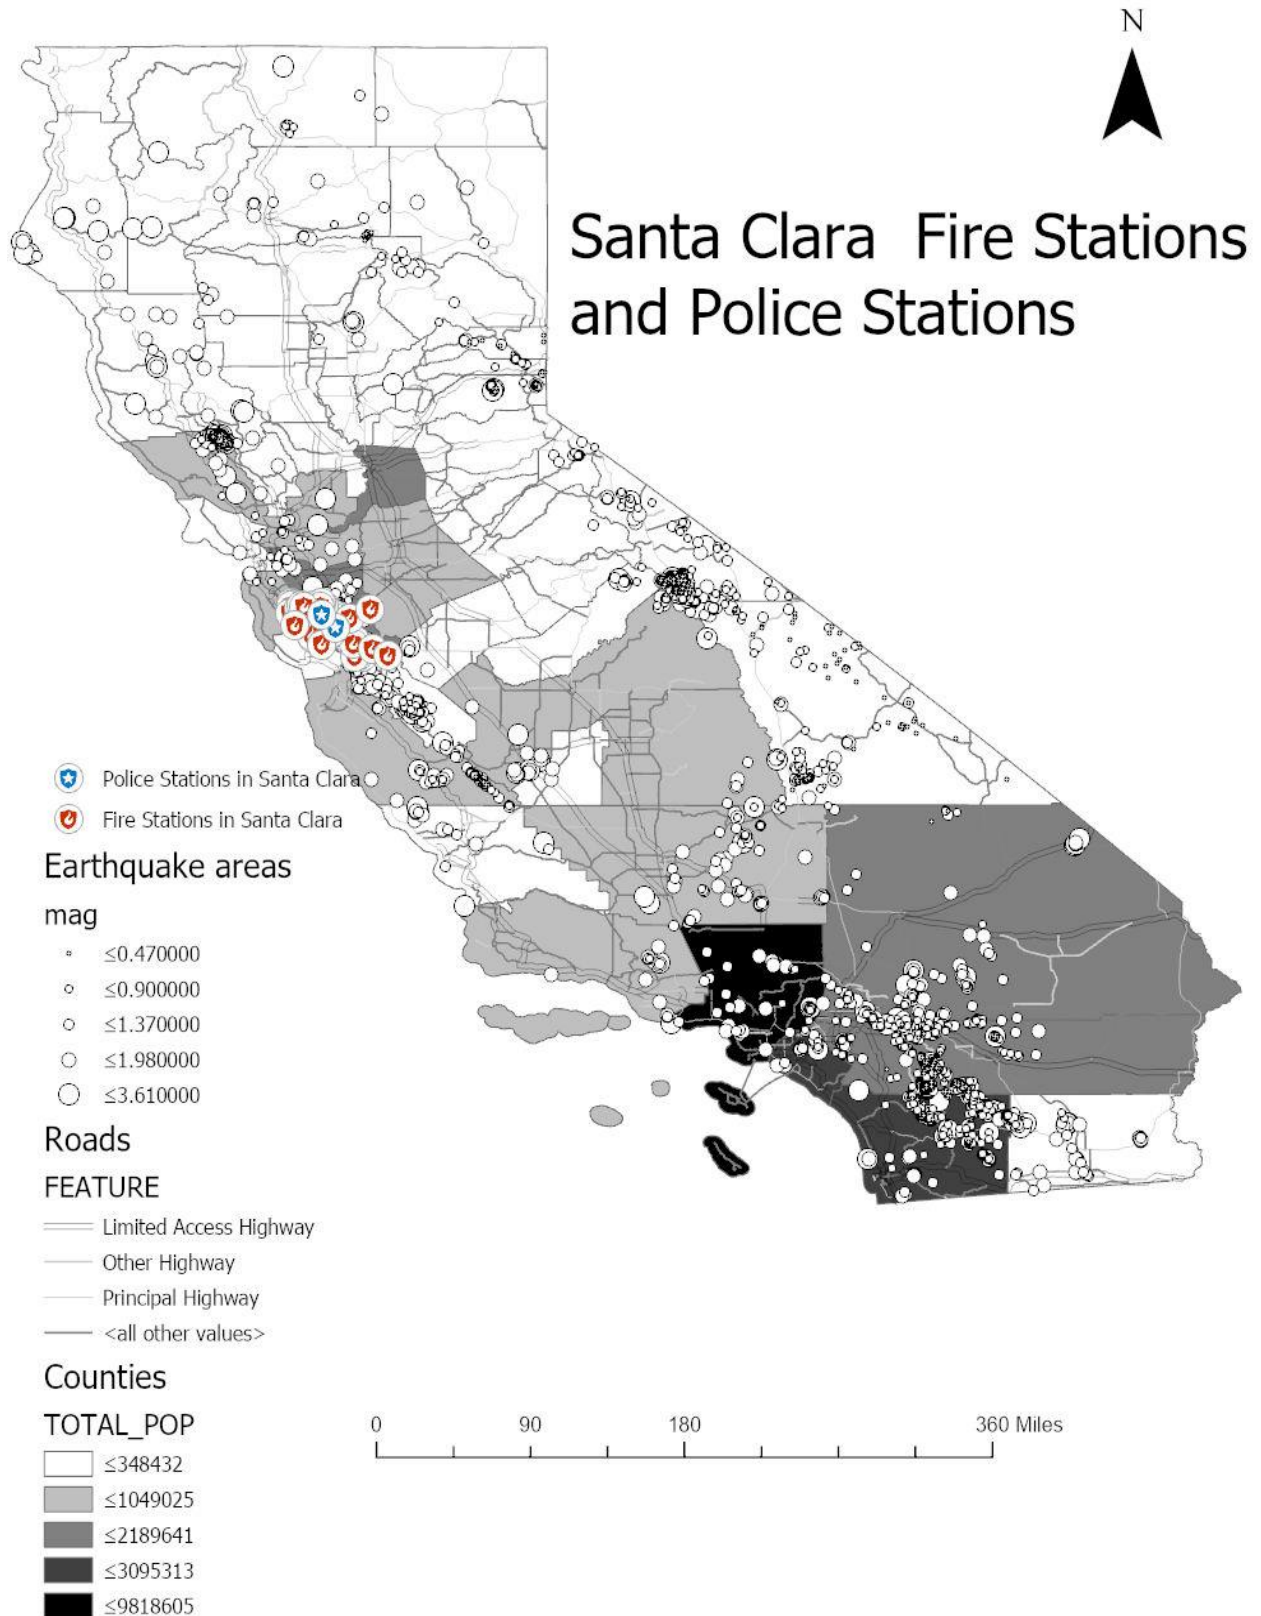 N
Santa Clara  Fire Stations
and Police Stations
Police Stations in Santa Clara
Fire Stations in Santa Clara
Earthquake areas
mag
≤0.470000
≤0.900000
≤1.370000
≤1.980000
≤3.610000
Roads
FEATURE
Limited Access Highway
Other Highway
Principal Highway
<all other values>
Counties
TOTAL_POP
≤348432
≤1049025
≤2189641
≤3095313
≤9818605
0 90 180 360 Miles